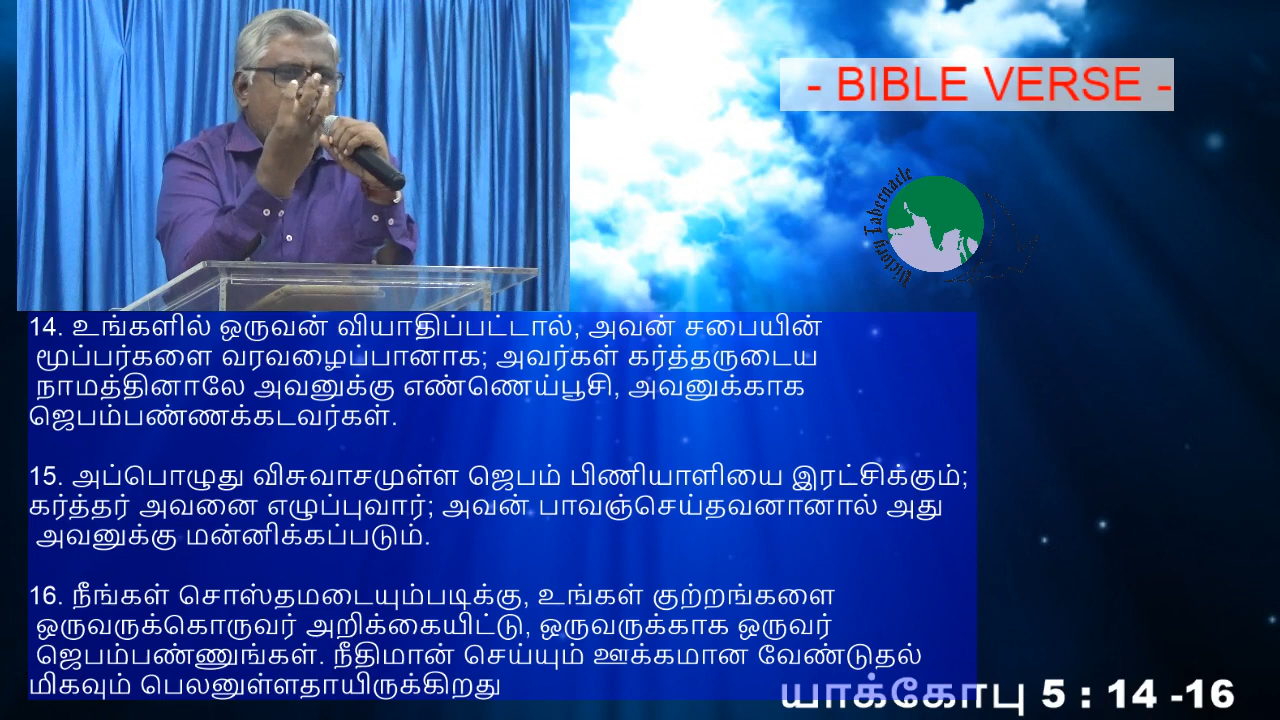 - BIBLE VERSE -
Victory Tabernacle
14. உங்களில் ஒருவன் வியாதிப்பட்டால், அவன் சபையின்
மூப்பர்களை வரவழைப்பானாக; அவர்கள் கர்த்தருடைய
நாமத்தினாலே அவனுக்கு எண்ணெய்பூசி, அவனுக்காக
ஜெபம்பண்ணக்கடவர்கள்.
15. அப்பொழுது விசுவாசமுள்ள ஜெபம் பிணியாளியை இரட்சிக்கும்;
கர்த்தர் அவனை எழுப்புவார்; அவன் பாவஞ்செய்தவனானால் அது
அவனுக்கு மன்னிக்கப்படும்.
16. நீங்கள் சொஸ்தமடையும்படிக்கு, உங்கள் குற்றங்களை
ஒருவருக்கொருவர் அறிக்கையிட்டு, ஒருவருக்காக ஒருவர்
ஜெபம்பண்ணுங்கள். நீதிமான் செய்யும் ஊக்கமான வேண்டுதல்
மிகவும் பெலனுள்ளதாயிருக்கிறது
யாக்கோபு 5 : 14 -16